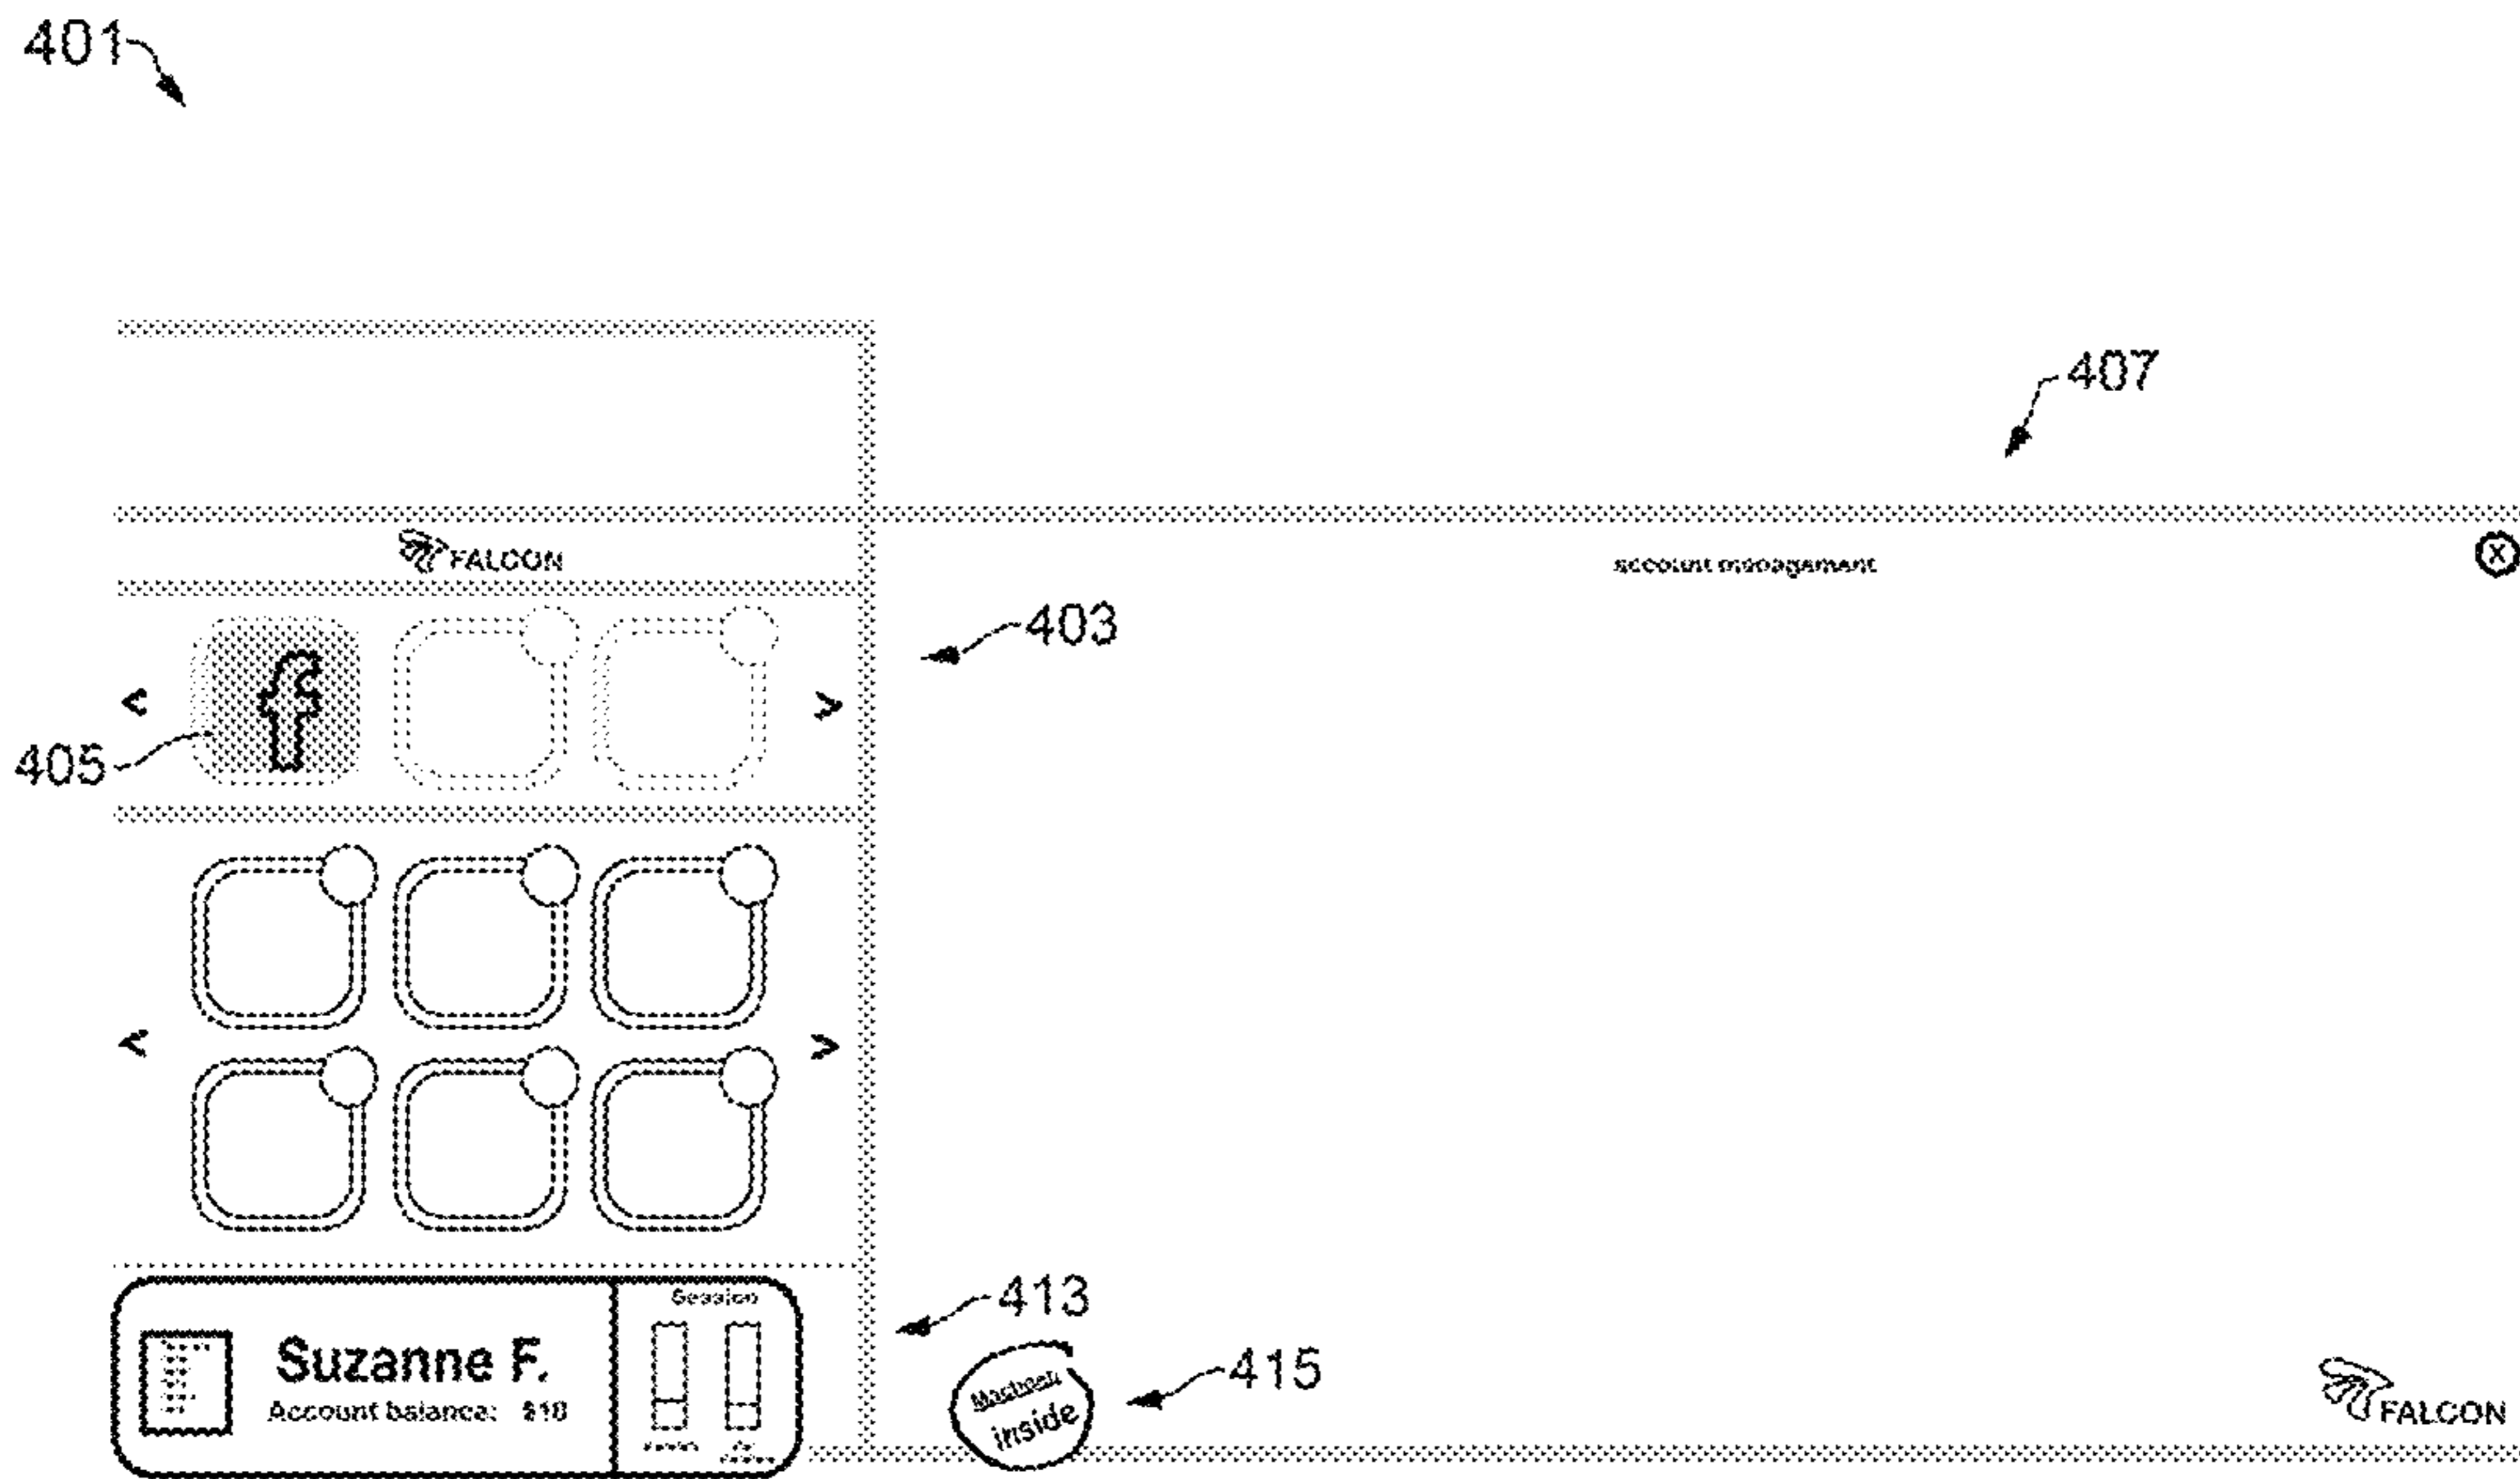 401
407
FALCON
account management
X
403
<
f
>
405
<
>
413
Session
Suzanne F.
Account balance: $10
415
inside
FALCON